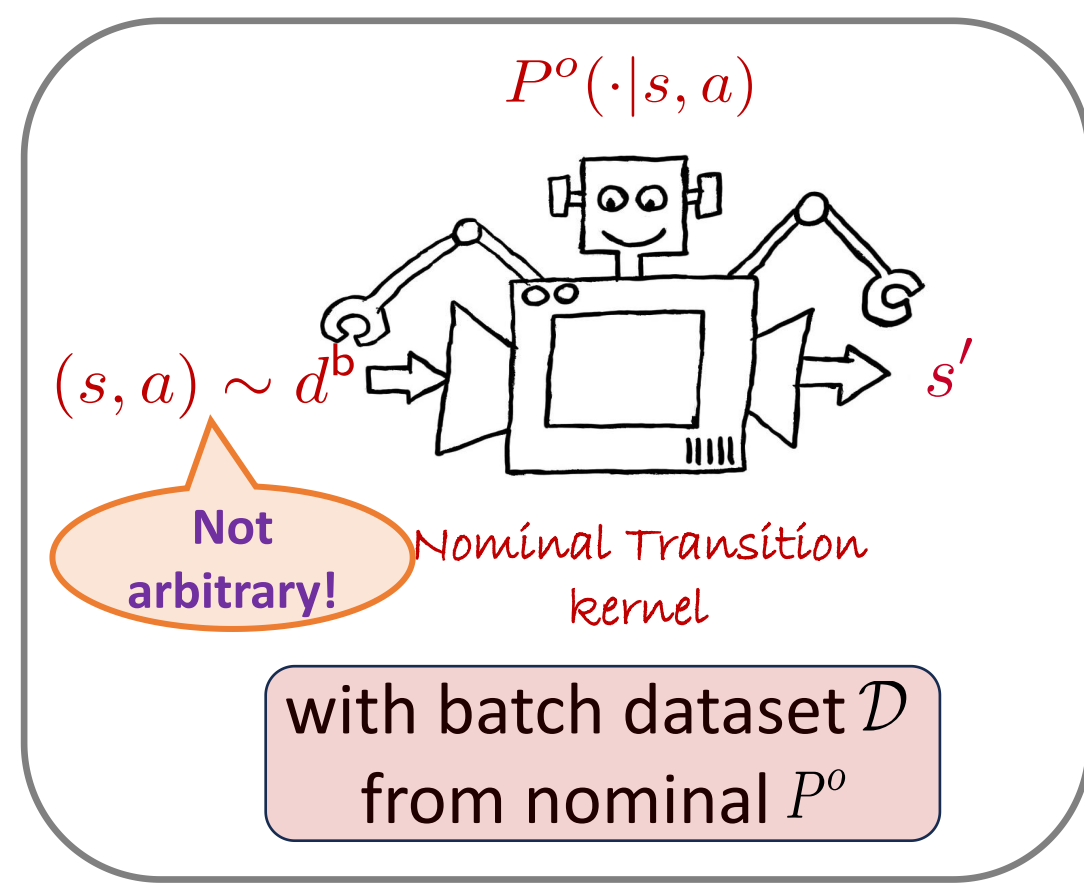 P^o(·|s, a)
(s, a) ~ d^b
s′
Not
arbitrary!
Nominal Transition
kernel
with batch dataset 𝒟
from nominal P^o